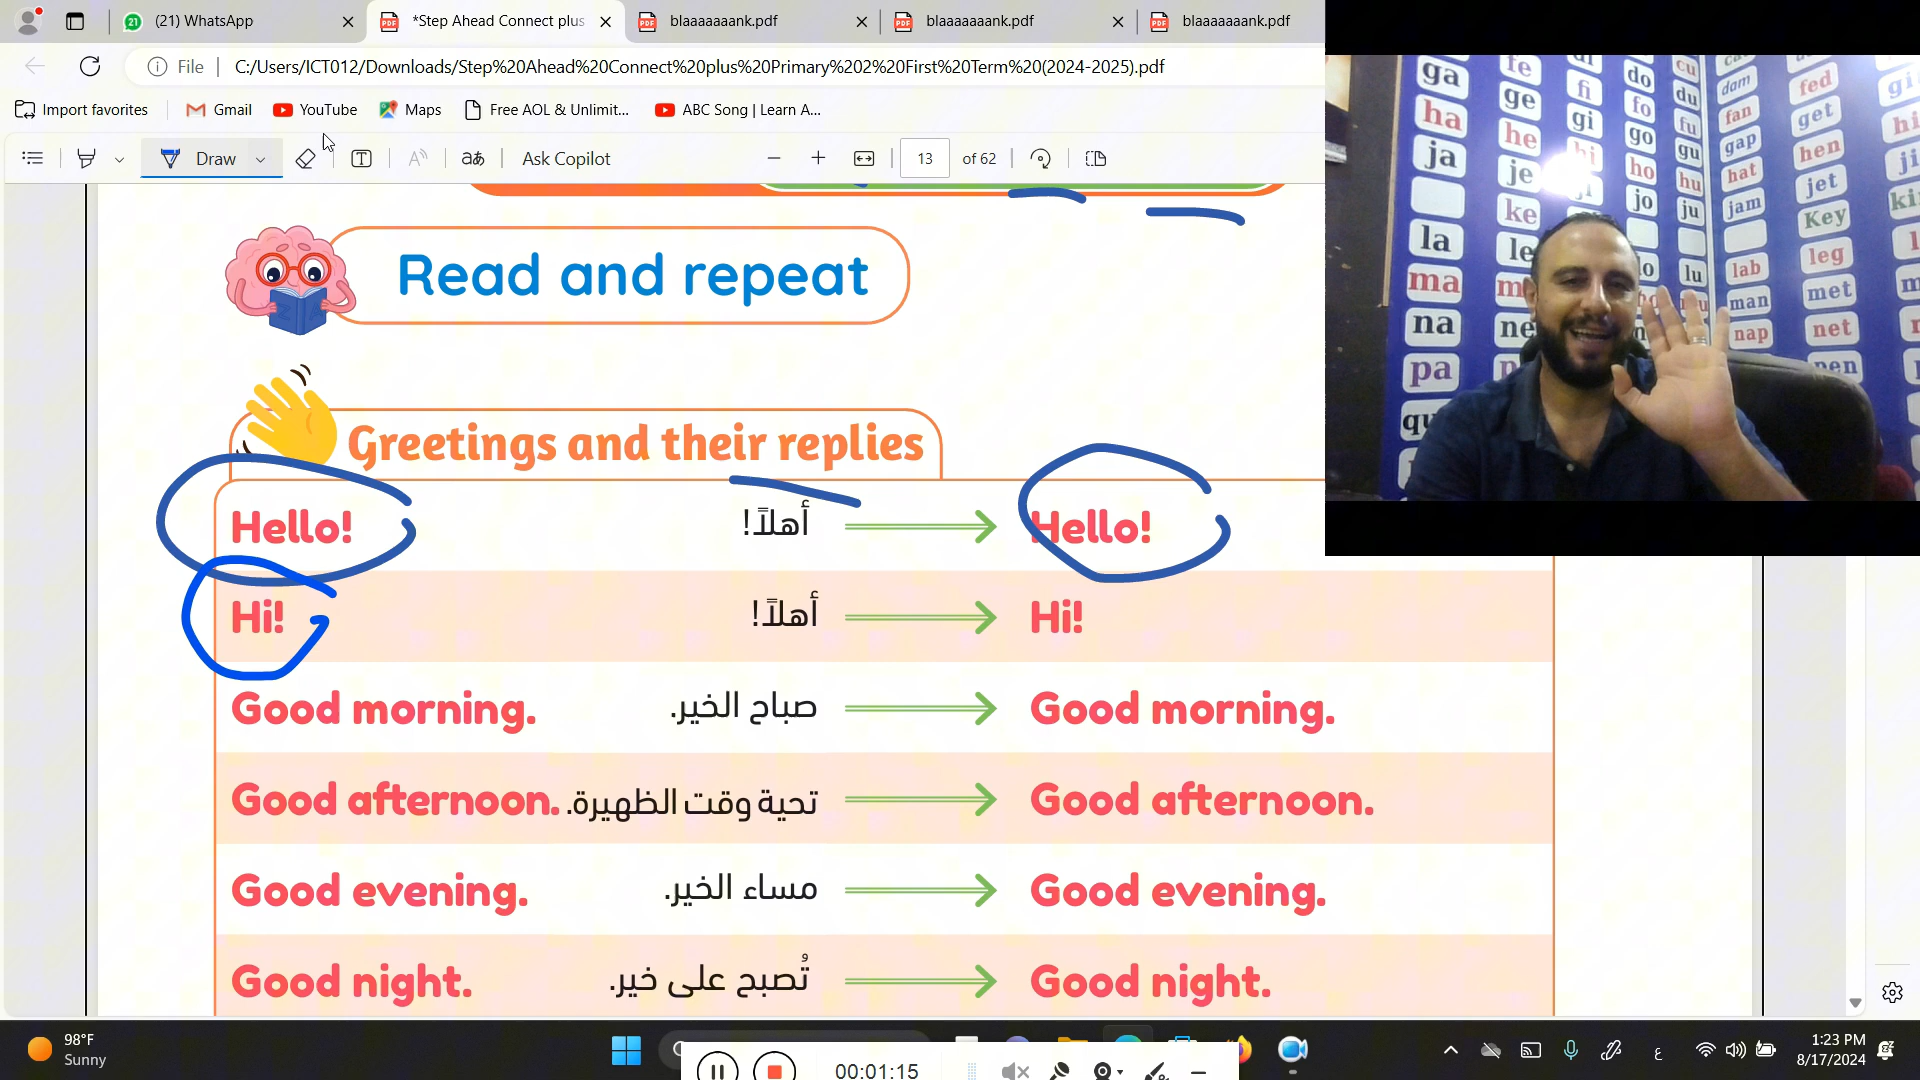 (21) WhatsApp
*Step Ahead Connect plus
blaaaaaaank.pdf
blaaaaaaank.pdf
blaaaaaaank.pdf
File
C:/Users/ICT012/Downloads/Step%20Ahead%20Connect%20plus%20Primary%202%20First%20Term%20(2024-2025).pdf
Import favorites
Gmail
YouTube
Maps
Free AOL & Unlimit...
ABC Song | Learn A...
Draw
Ask Copilot
13 of 62
Read and repeat
Greetings and their replies
Hello! أهلاً! Hello!
Hi! أهلاً! Hi!
Good morning. صباح الخير. Good morning.
Good afternoon. تحية وقت الظهيرة. Good afternoon.
Good evening. مساء الخير. Good evening.
Good night. تُصبح على خير. Good night.
ga
ha
ja
la
ma
na
pa
fe
ge
he
je
ke
le
ne
fi
gi
hi
do
fo
go
ho
jo
lo
cu
du
fu
gu
hu
ju
lu
dam
fan
gap
hat
jam
lab
man
nap
fed
get
hen
jet
Key
leg
met
net
98°F
Sunny
00:01:15
ع
1:23 PM
8/17/2024